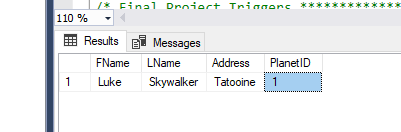 /* Final Project Triggers *************
110 %
Results Messages
FName LName Address PlanetID
1 Luke Skywalker Tatooine 1